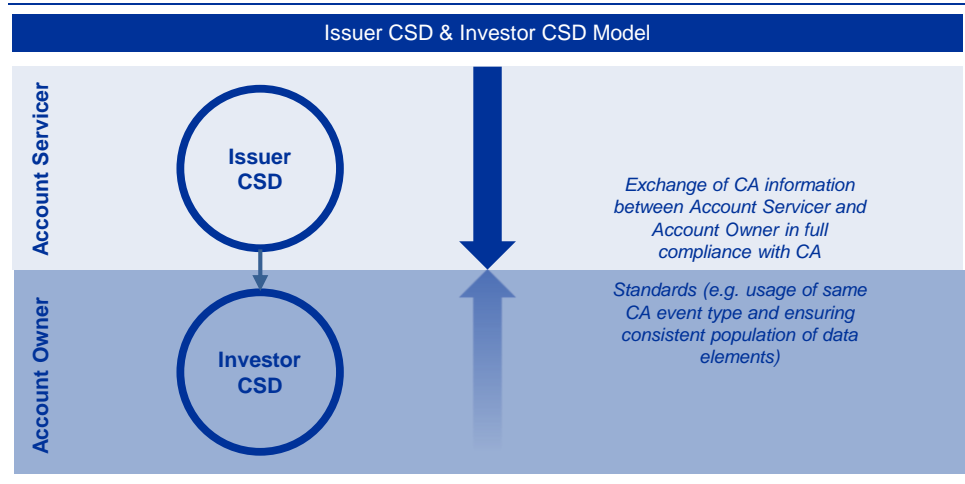 Issuer CSD & Investor CSD Model
Account Servicer
Issuer
CSD
Exchange of CA information
between Account Servicer and
Account Owner in full
compliance with CA
Standards (e.g. usage of same
CA event type and ensuring
consistent population of data
elements)
Account Owner
Investor
CSD